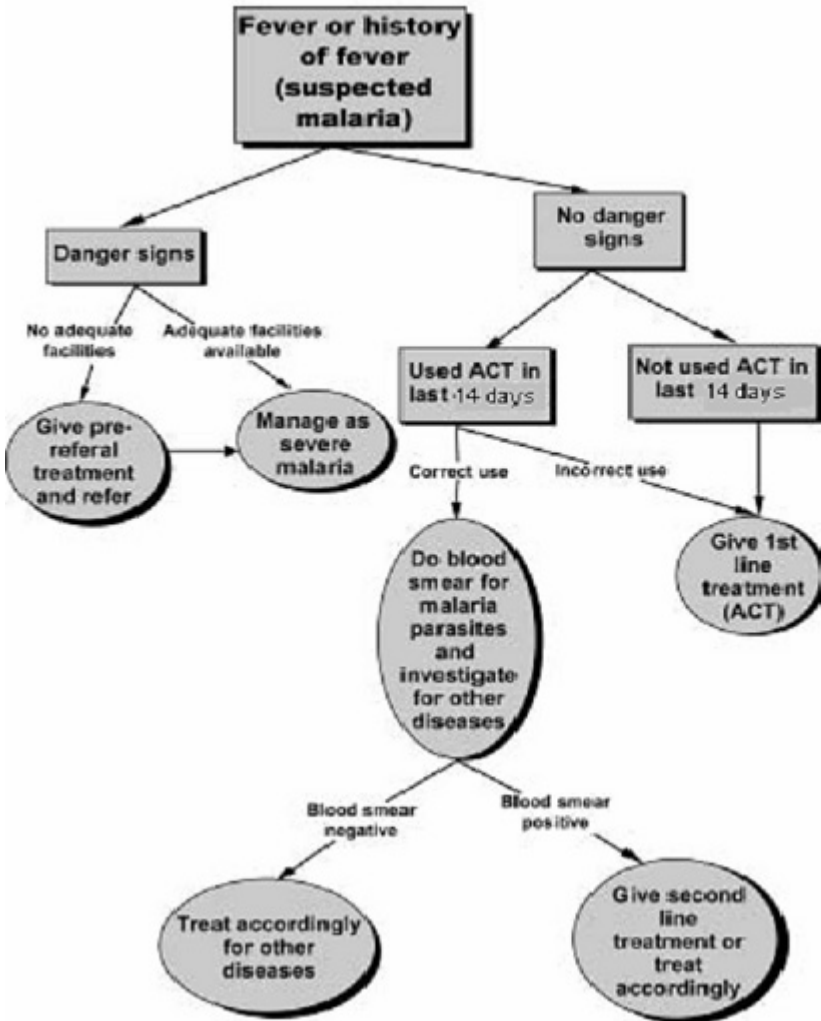 Fever or history
of fever
(suspected
malaria)
Danger signs
No danger
signs
No adequate
facilities
Adequate facilities
available
Used ACT in
last 14 days
Not used ACT in
last 14 days
Give pre-
referal
treatment
and refer
Manage as
severe
malaria
Correct use
Incorrect use
Do blood
smear for
malaria
parasites
and
investigate
for other
diseases
Give 1st
line
treatment
(ACT)
Blood smear
negative
Blood smear
positive
Treat accordingly
for other
diseases
Give second
line
treatment or
treat
accordingly